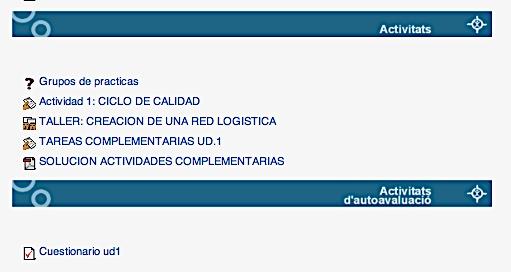 Activitats
Grupos de practicas
Actividad 1: CICLO DE CALIDAD
TALLER: CREACION DE UNA RED LOGISTICA
TAREAS COMPLEMENTARIAS UD.1
SOLUCION ACTIVIDADES COMPLEMENTARIAS
Activitats
d'autoavaluació
Cuestionario ud1